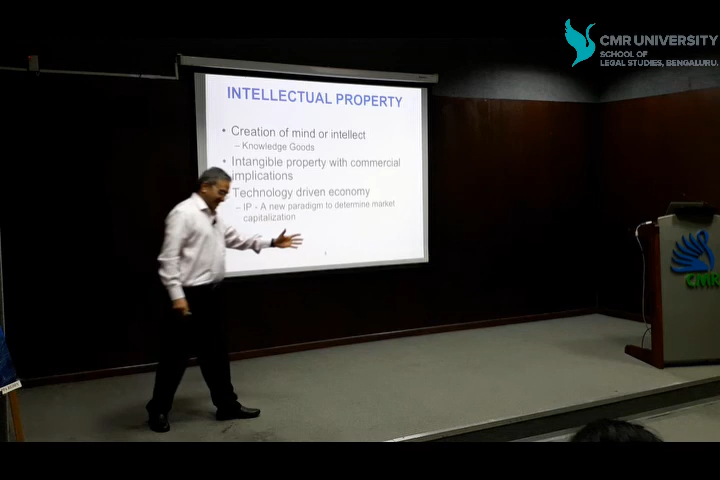 CMR UNIVERSITY
SCHOOL OF
LEGAL STUDIES, BENGALURU.
INTELLECTUAL PROPERTY
• Creation of mind or intellect
– Knowledge Goods
• Intangible property with commercial
implications
Technology driven economy
– IP - A new paradigm to determine market
capitalization
CMR